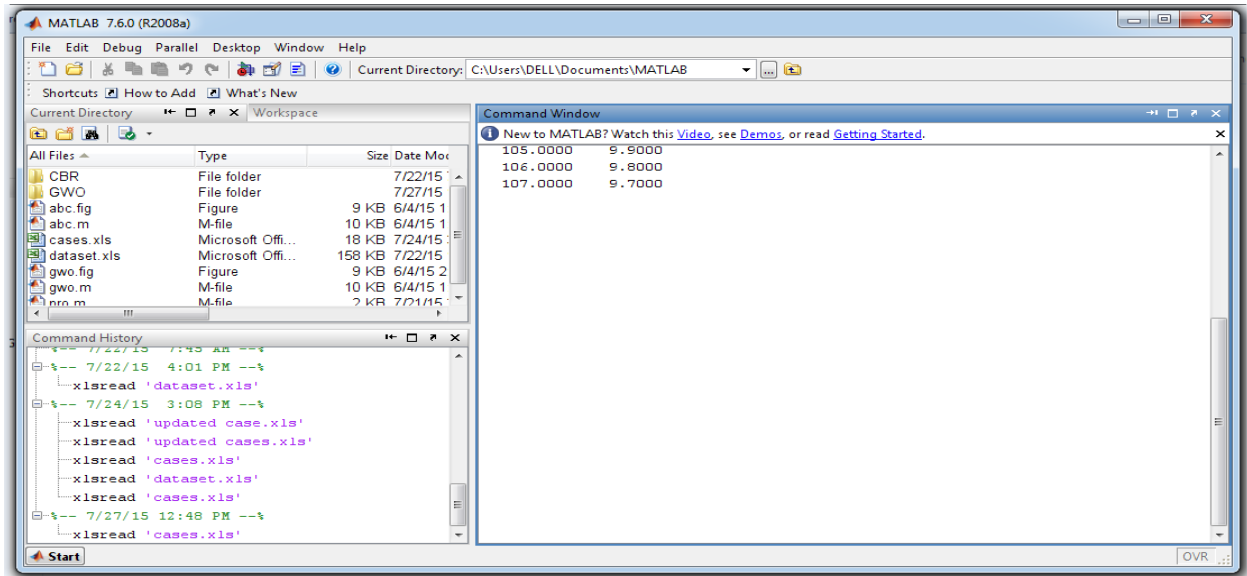 MATLAB 7.6.0 (R2008a)
File Edit Debug Parallel Desktop Window Help
Current Directory: C:\Users\DELL\Documents\MATLAB
Shortcuts How to Add What's New
Current Directory Workspace
All Files Type Size Date Moc
CBR File folder 7/22/15
GWO File folder 7/27/15
abc.fig Figure 9 KB 6/4/15 1
abc.m M-file 10 KB 6/4/15 1
cases.xls Microsoft Offi... 18 KB 7/24/15
dataset.xls Microsoft Offi... 158 KB 7/22/15
gwo.fig Figure 9 KB 6/4/15 2
gwo.m M-file 10 KB 6/4/15 1
pro.m M-file 2 KB 7/21/15
Command History
%-- 7/22/15 7:45 AM --%
%-- 7/22/15 4:01 PM --%
xlsread 'dataset.xls'
%-- 7/24/15 3:08 PM --%
xlsread 'updated case.xls'
xlsread 'updated cases.xls'
xlsread 'cases.xls'
xlsread 'dataset.xls'
xlsread 'cases.xls'
%-- 7/27/15 12:48 PM --%
xlsread 'cases.xls'
Command Window
New to MATLAB? Watch this Video, see Demos, or read Getting Started.
105.0000 9.9000
106.0000 9.8000
107.0000 9.7000
Start
OVR